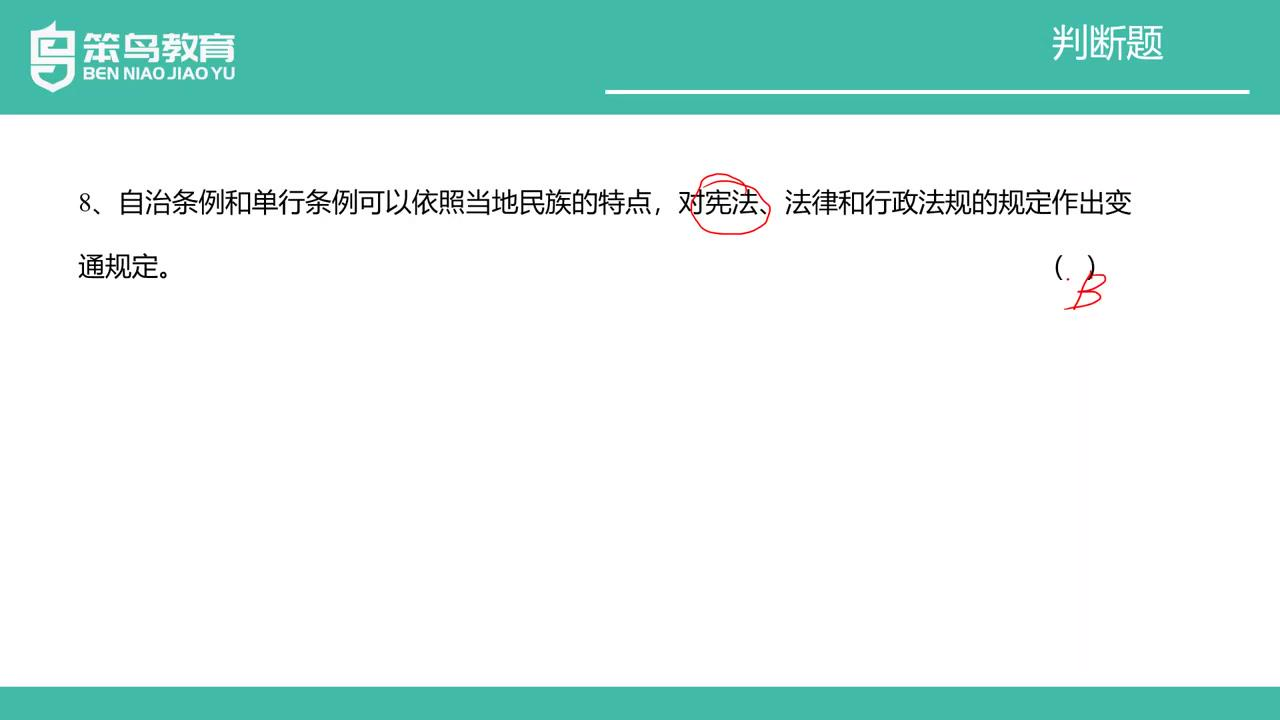 笨鸟教育
BEN NIAO JIAO YU
判断题
8、自治条例和单行条例可以依照当地民族的特点，对宪法、法律和行政法规的规定作出变
通规定。 ( )
B